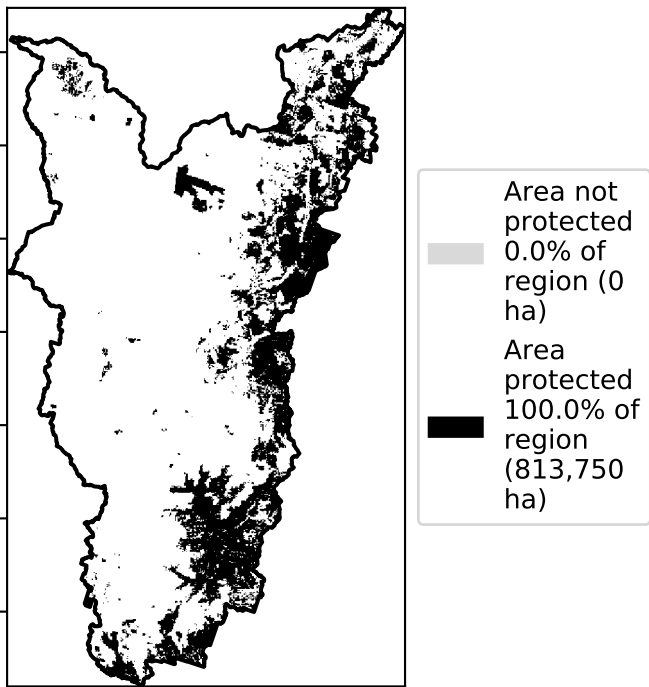 Area not
protected
0.0% of
region (0
ha)
Area
protected
100.0% of
region
(813,750
ha)